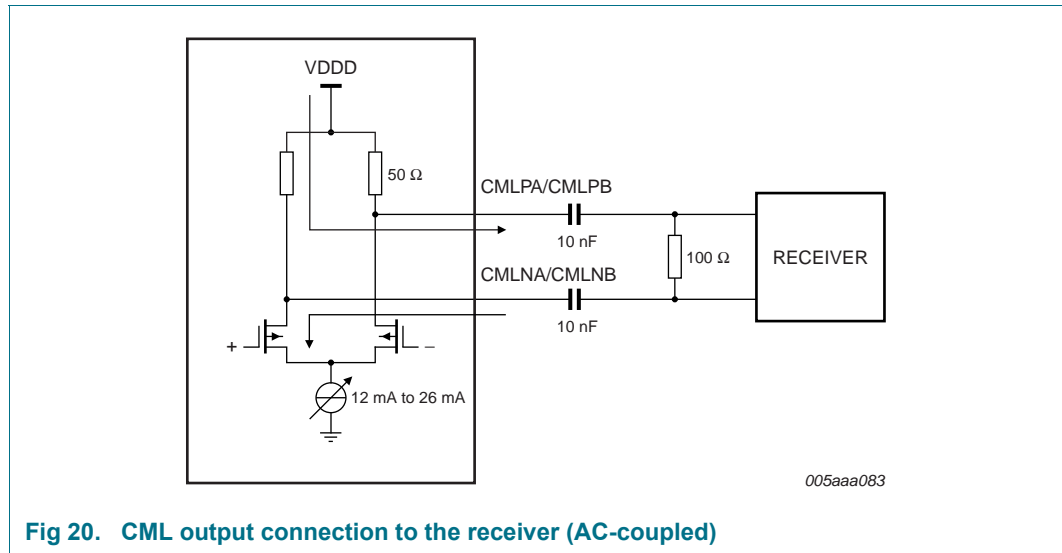 VDDD
50 Ω
CMLPA/CMLPB
10 nF
100 Ω
RECEIVER
CMLNA/CMLNB
10 nF
+
−
12 mA to 26 mA
005aaa083
Fig 20. CML output connection to the receiver (AC-coupled)